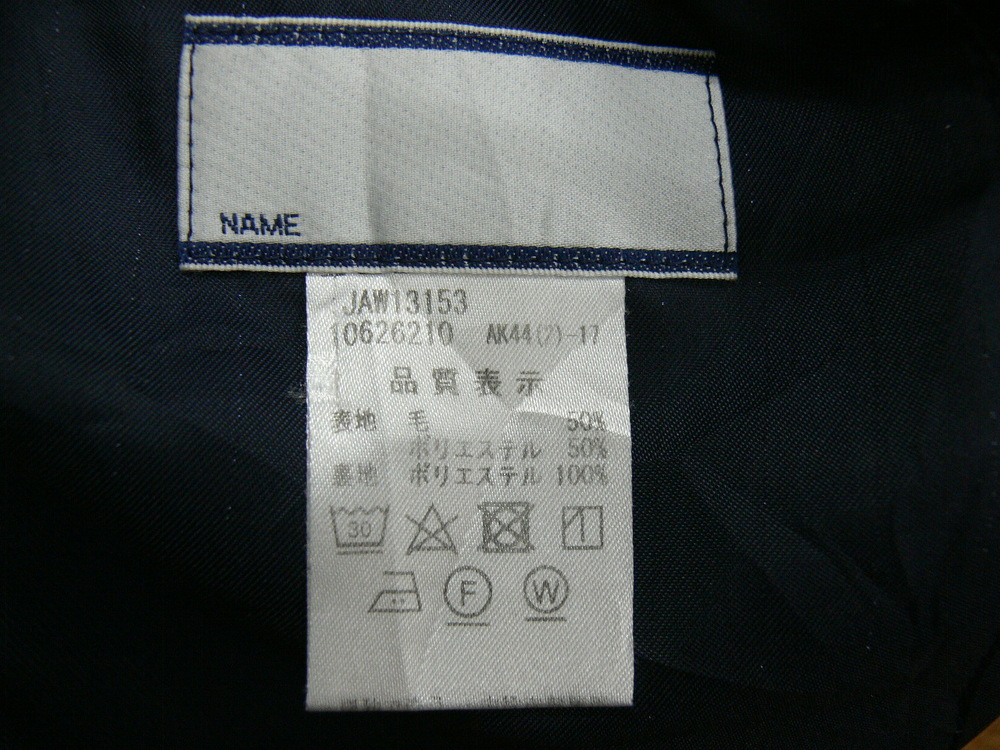 NAME
JAW13153
10626210 AK44(7)-17
品質表示
表地 毛 50%
ポリエステル 50%
裏地 ポリエステル 100%
30
F W